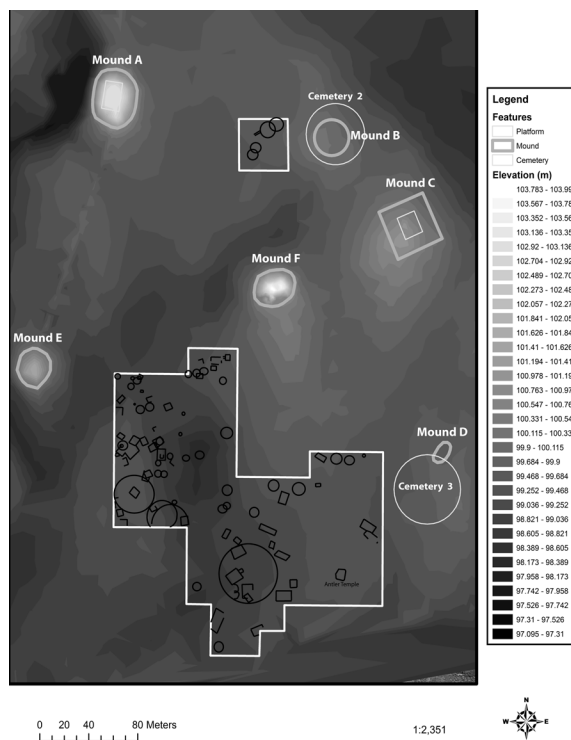 Mound A
Cemetery 2
Mound B
Mound C
Mound F
Mound E
Mound D
Cemetery 3
Antler Temple
Legend
Features
Platform
Mound
Cemetery
Elevation (m)
103.783 - 103.99
103.567 - 103.78
103.352 - 103.56
103.136 - 103.35
102.92 - 103.136
102.704 - 102.92
102.489 - 102.70
102.273 - 102.48
102.057 - 102.27
101.841 - 102.05
101.626 - 101.84
101.41 - 101.626
101.194 - 101.41
100.978 - 101.19
100.763 - 100.97
100.547 - 100.76
100.331 - 100.54
100.115 - 100.33
99.9 - 100.115
99.684 - 99.9
99.468 - 99.684
99.252 - 99.468
99.036 - 99.252
98.821 - 99.036
98.605 - 98.821
98.389 - 98.605
98.173 - 98.389
97.958 - 98.173
97.742 - 97.958
97.526 - 97.742
97.31 - 97.526
97.095 - 97.31
0 20 40 80 Meters
1:2,351
N
W E
S